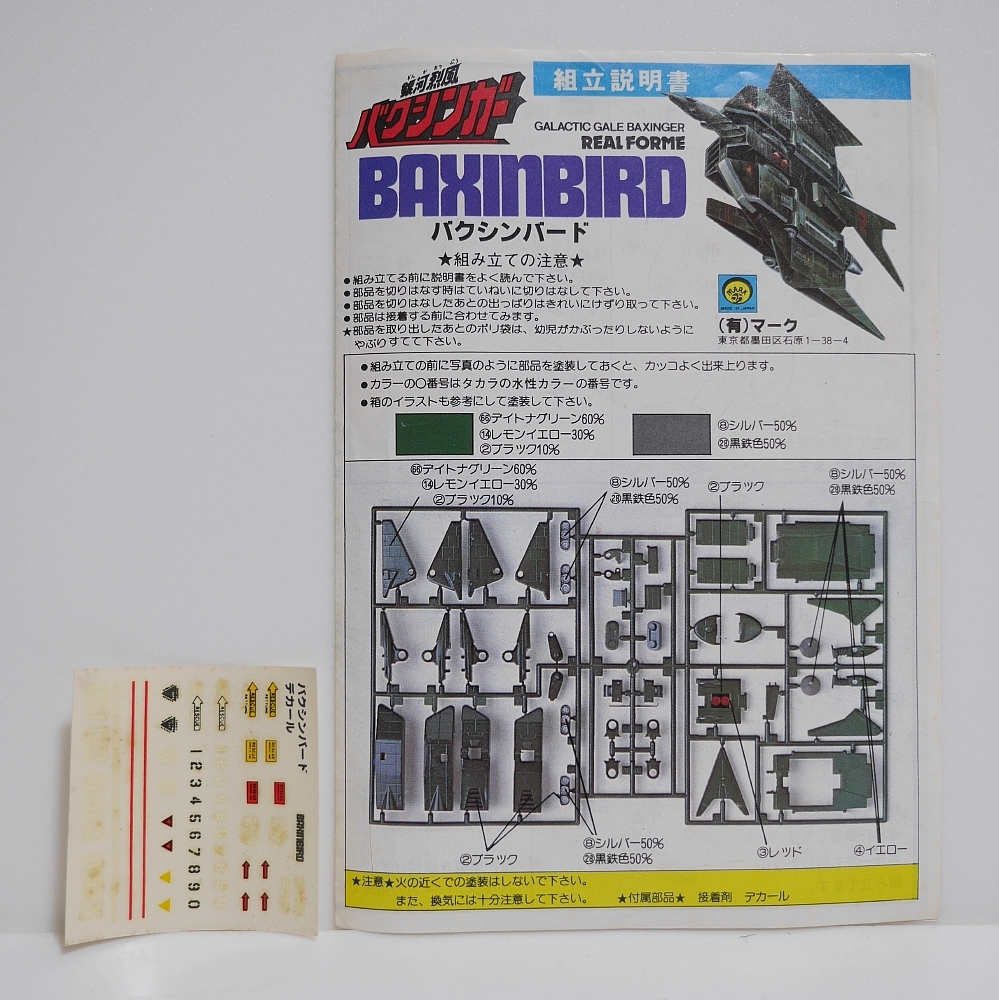 組立説明書
銀河烈風
バクシンガー
GALACTIC GALE BAXINGER
REAL FORME
BAXINBIRD
バクシンバード
★組み立ての注意★
●組み立てる前に説明書をよく読んで下さい。
●部品を切りはなす時はていねいに切りはなして下さい。
●部品を切りはなしたあとの出っぱりはきれいにけずり取って下さい。
●部品は接着する前に合わせてみます。
★部品を取り出したあとのポリ袋は、幼児がかぶったりしないように
やぶりすてて下さい。
MARK
MADE IN JAPAN
(有)マーク
東京都墨田区石原1-38-4
●組み立ての前に写真のように部品を塗装しておくと、カッコよく出来上ります。
●カラーの〇番号はタカラの水性カラーの番号です。
●箱のイラストも参考にして塗装して下さい。
66デイトナグリーン60%
⑭レモンイエロー30%
②ブラック10%
⑧シルバー50%
㉘黒鉄色50%
66デイトナグリーン60%
⑭レモンイエロー30%
②ブラック10%
⑧シルバー50%
㉘黒鉄色50%
②ブラック
⑧シルバー50%
㉘黒鉄色50%
②ブラック
⑧シルバー50%
㉘黒鉄色50%
③レッド
④イエロー
★注意★火の近くでの塗装はしないで下さい。
また、換気には十分注意して下さい。
★付属部品★ 接着剤 デカール
バクシンバード
デカール
BAXINBIRD
RESCUE
RESCUE
RESCUE
RESCUE
1 2 3 4 5 6 7 8 9 0